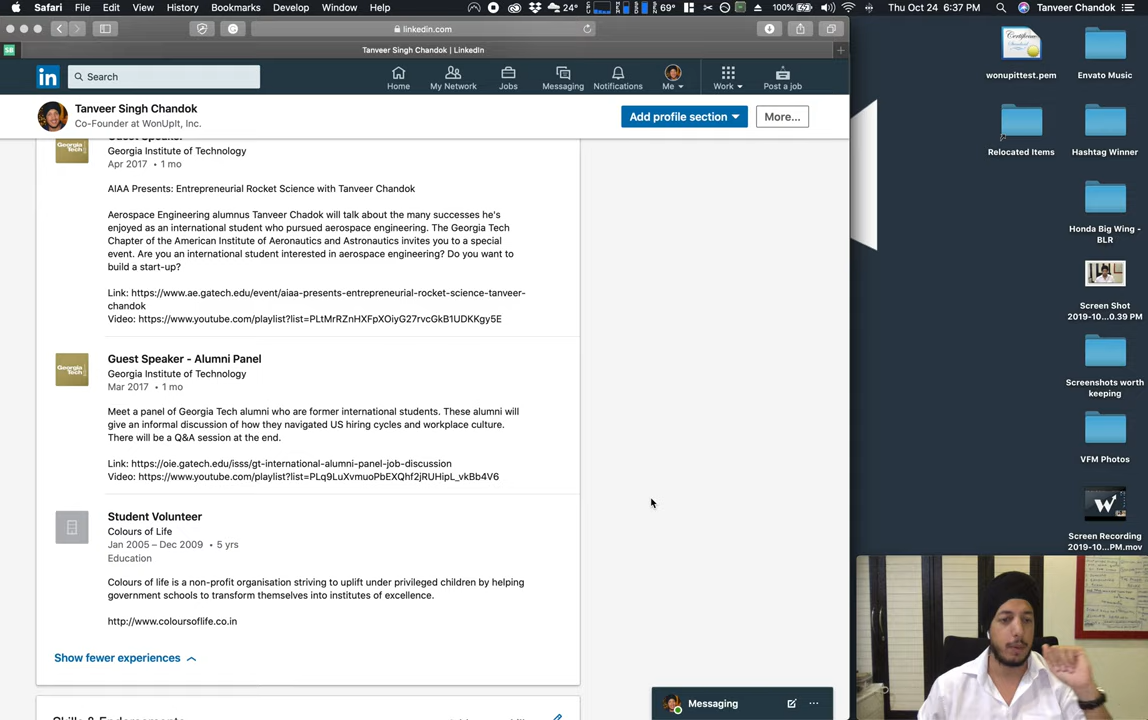 Safari File Edit View History Bookmarks Develop Window Help
24° 69° 100% Thu Oct 24 6:37 PM Tanveer Chandok
linkedin.com
SB Tanveer Singh Chandok | LinkedIn
in Search Home My Network Jobs Messaging Notifications Me Work Post a job
Tanveer Singh Chandok
Co-Founder at WonUpIt, Inc.
Add profile section More...
Guest Speaker
Georgia Institute of Technology
Apr 2017 • 1 mo
AIAA Presents: Entrepreneurial Rocket Science with Tanveer Chandok
Aerospace Engineering alumnus Tanveer Chadok will talk about the many successes he's
enjoyed as an international student who pursued aerospace engineering. The Georgia Tech
Chapter of the American Institute of Aeronautics and Astronautics invites you to a special
event. Are you an international student interested in aerospace engineering? Do you want to
build a start-up?
Link: https://www.ae.gatech.edu/event/aiaa-presents-entrepreneurial-rocket-science-tanveer-
chandok
Video: https://www.youtube.com/playlist?list=PLtMrRZnHXFpXOiyG27rvcGkB1UDKKgy5E
Georgia
Tech
Guest Speaker - Alumni Panel
Georgia Institute of Technology
Mar 2017 • 1 mo
Meet a panel of Georgia Tech alumni who are former international students. These alumni will
give an informal discussion of how they navigated US hiring cycles and workplace culture.
There will be a Q&A session at the end.
Link: https://oie.gatech.edu/isss/gt-international-alumni-panel-job-discussion
Video: https://www.youtube.com/playlist?list=PLq9LuXvmuoPbEXQhf2jRUHipL_vkBb4V6
Georgia
Tech
Student Volunteer
Colours of Life
Jan 2005 – Dec 2009 • 5 yrs
Education
Colours of life is a non-profit organisation striving to uplift under privileged children by helping
government schools to transform themselves into institutes of excellence.
http://www.coloursoflife.co.in
Show fewer experiences
Skills & Endorsements
Messaging
Certificate
wonupittest.pem
Envato Music
Relocated Items
Hashtag Winner
Honda Big Wing -
BLR
Screen Shot
2019-10...0.39 PM
Screenshots worth
keeping
VFM Photos
Screen Recording
2019-10...PM.mov